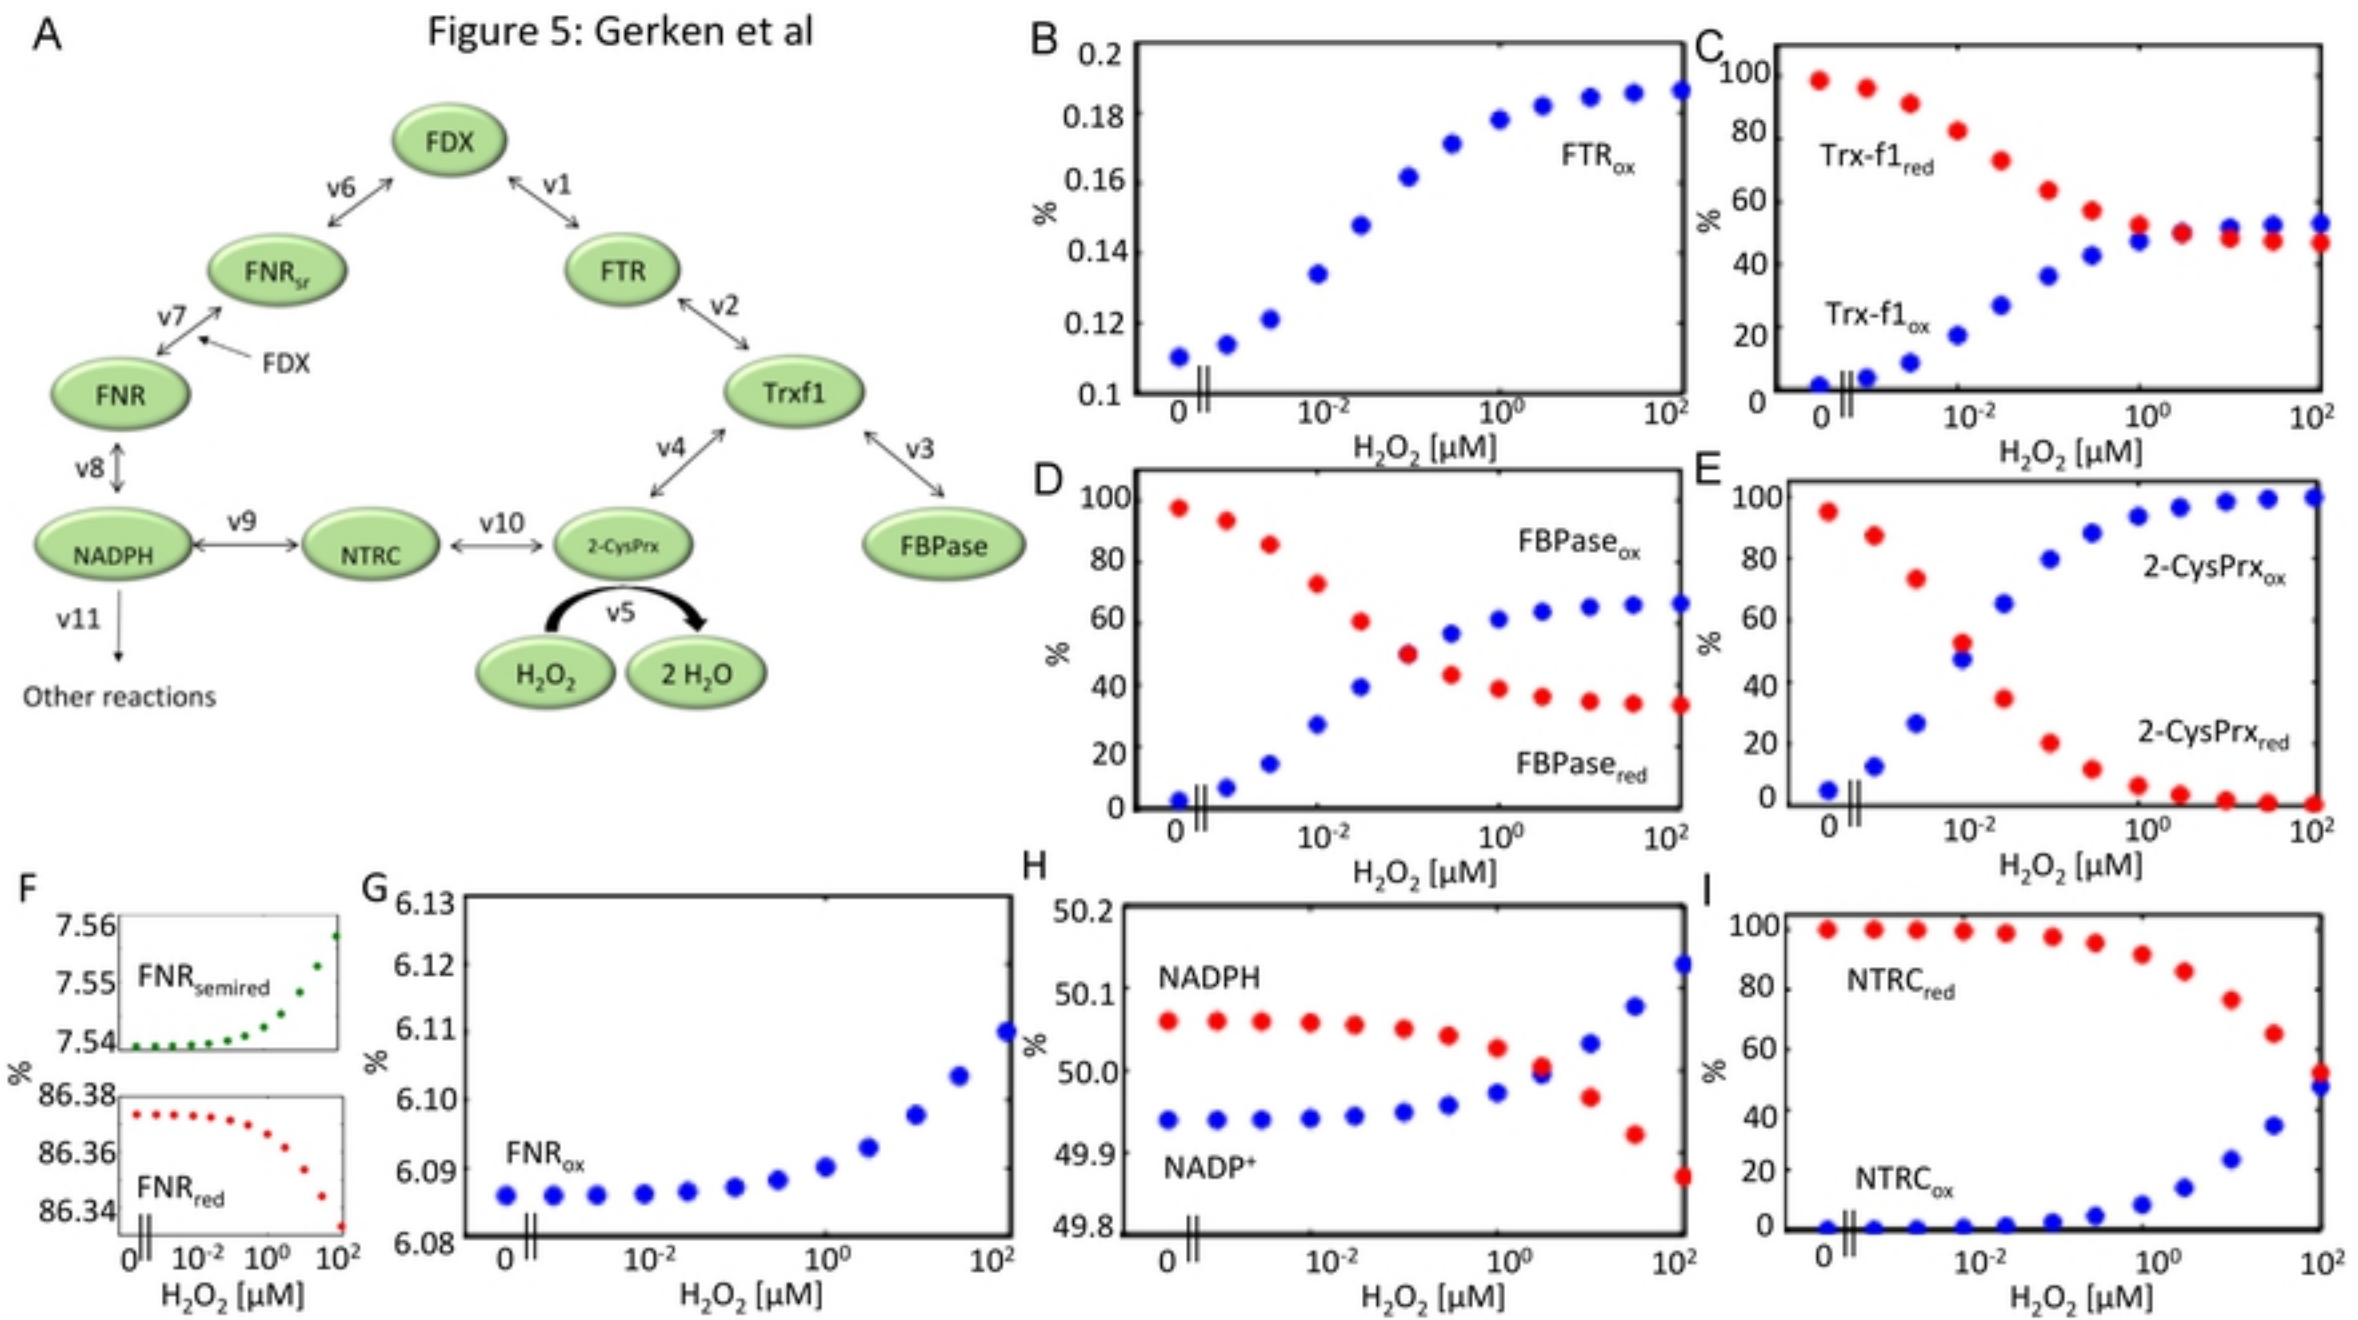 Figure 5: Gerken et al
A
FDX
v6
v1
FNRsr
FTR
v7
v2
FDX
FNR
Trxf1
v8
v4
v3
v9
v10
NADPH
NTRC
2-CysPrx
FBPase
v11
v5
H2O2
2 H2O
Other reactions
B
0.2
0.18
0.16
0.14
0.12
0.1
%
FTRox
0 10-2 100 102
H2O2 [µM]
C
100
80
60
40
20
0
%
Trx-f1red
Trx-f1ox
0 10-2 100 102
H2O2 [µM]
D
100
80
60
40
20
0
%
FBPaseox
FBPasered
0 10-2 100 102
H2O2 [µM]
E
100
80
60
40
20
0
%
2-CysPrxox
2-CysPrxred
0 10-2 100 102
H2O2 [µM]
F
7.56
7.55
7.54
FNRsemired
%
86.38
86.36
86.34
FNRred
0 10-2 100 102
H2O2 [µM]
G
6.13
6.12
6.11
6.10
6.09
6.08
%
FNRox
0 10-2 100 102
H2O2 [µM]
H
50.2
50.1
50.0
49.9
49.8
%
NADPH
NADP+
0 10-2 100 102
H2O2 [µM]
I
100
80
60
40
20
0
%
NTRCred
NTRCox
0 10-2 100 102
H2O2 [µM]